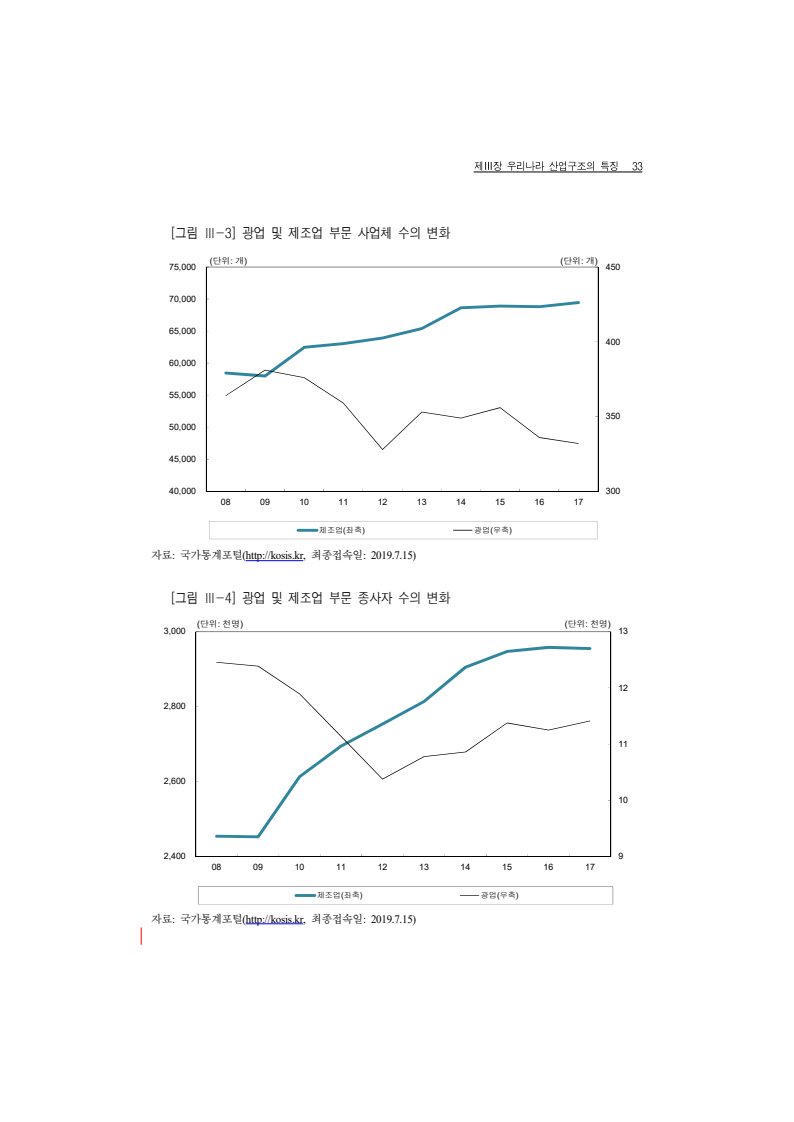 제III장 우리나라 산업구조의 특징 33
[그림 III-3] 광업 및 제조업 부문 사업체 수의 변화
(단위: 개) (단위: 개)
75,000 450
70,000
65,000
400
60,000
55,000
350
50,000
45,000
40,000 300
08 09 10 11 12 13 14 15 16 17
제조업(좌축) 광업(우축)
자료: 국가통계포털(http://kosis.kr, 최종접속일: 2019.7.15)
[그림 III-4] 광업 및 제조업 부문 종사자 수의 변화
(단위: 천명) (단위: 천명)
3,000 13
12
2,800
11
2,600
10
2,400 9
08 09 10 11 12 13 14 15 16 17
제조업(좌축) 광업(우축)
자료: 국가통계포털(http://kosis.kr, 최종접속일: 2019.7.15)